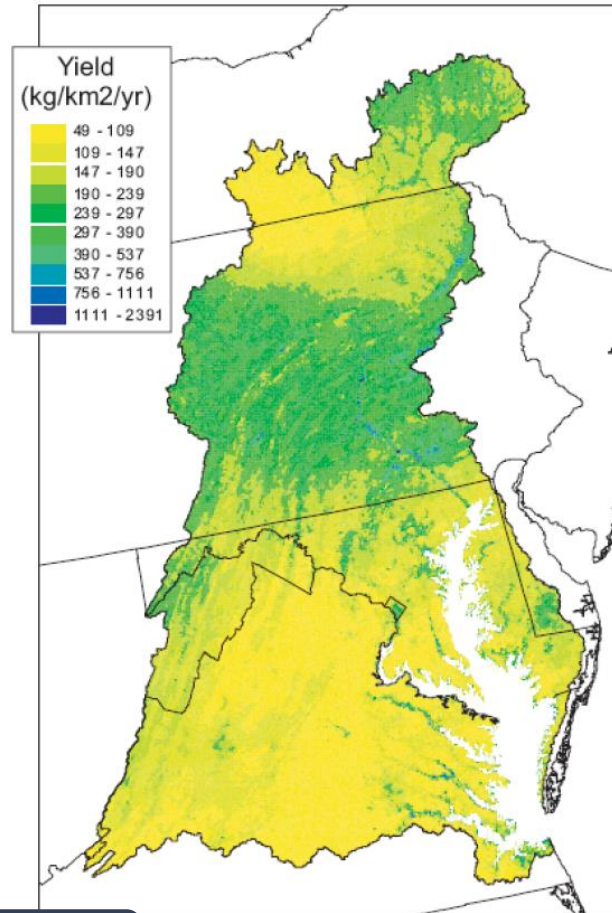 Yield
(kg/km2/yr)
49 - 109
109 - 147
147 - 190
190 - 239
239 - 297
297 - 390
390 - 537
537 - 756
756 - 1111
1111 - 2391